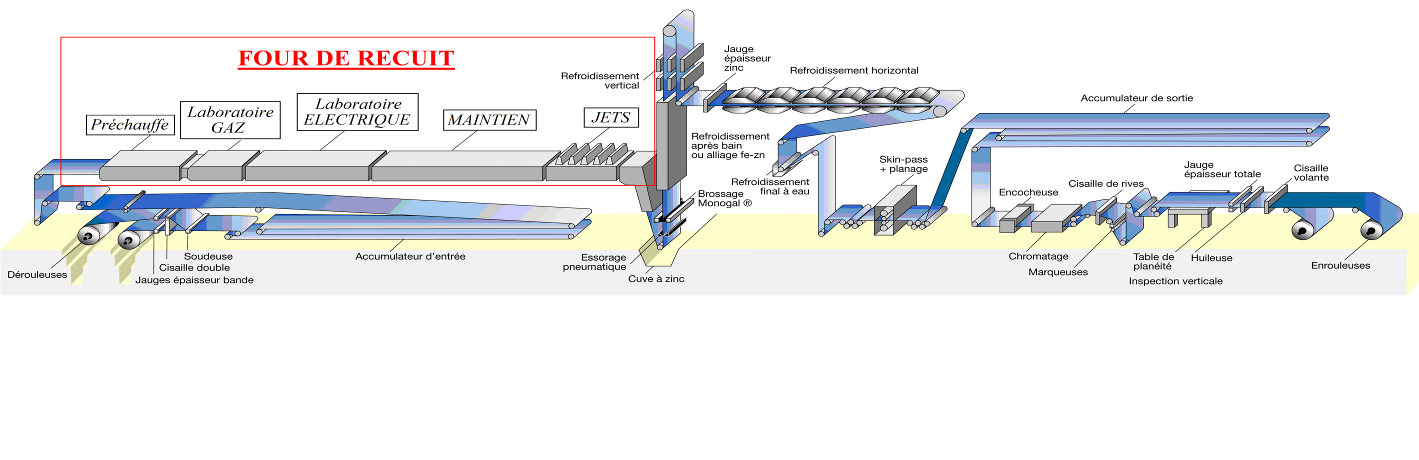 FOUR DE RECUIT
Préchauffe
Laboratoire
GAZ
Laboratoire
ELECTRIQUE
MAINTIEN
JETS
Refroidissement
vertical
Jauge
épaisseur
zinc
Refroidissement horizontal
Refroidissement
après bain
ou alliage fe-zn
Refroidissement
final à eau
Brossage
Monogal ®
Skin-pass
+ planage
Accumulateur de sortie
Encocheuse
Cisaille de rives
Jauge
épaisseur totale
Cisaille
volante
Dérouleuses
Soudeuse
Cisaille double
Jauges épaisseur bande
Accumulateur d'entrée
Essorage
pneumatique
Cuve à zinc
Chromatage
Marqueuses
Table de
planéité
Inspection verticale
Huileuse
Enrouleuses